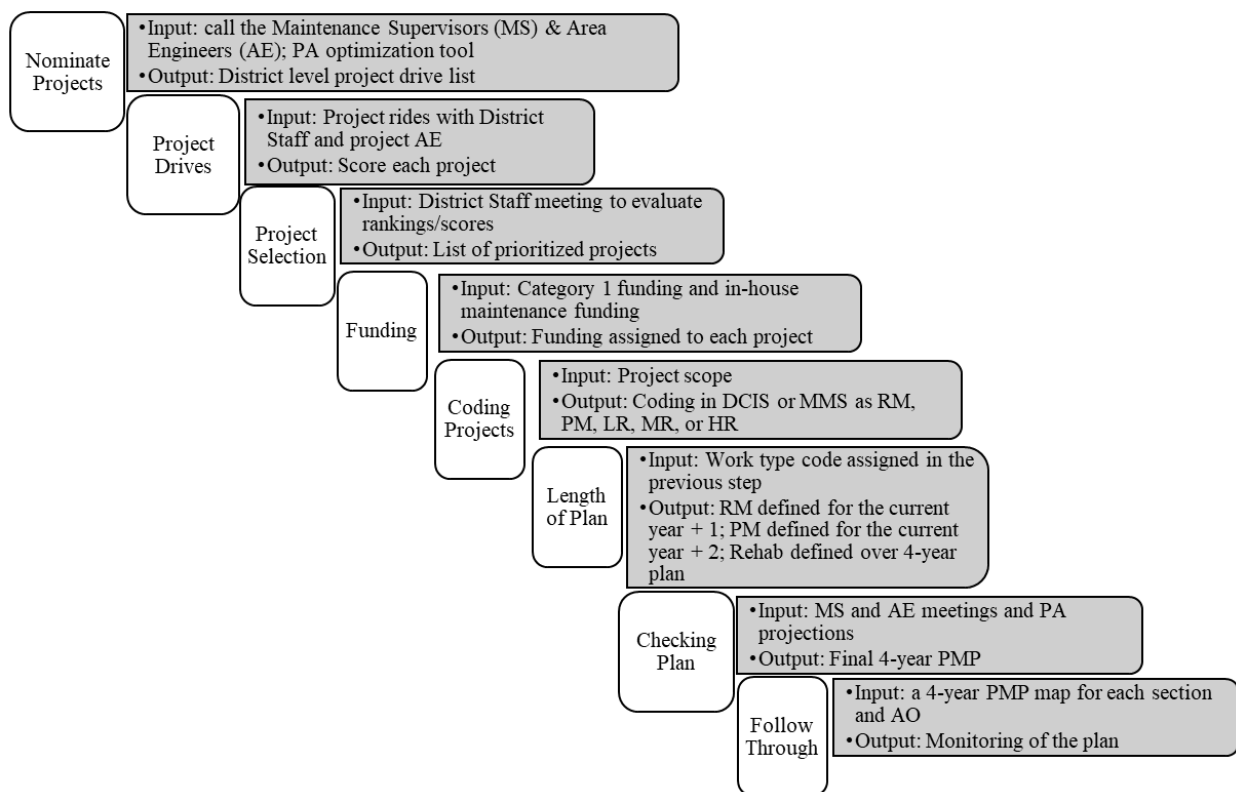 Nominate
Projects
•Input: call the Maintenance Supervisors (MS) & Area
Engineers (AE); PA optimization tool
•Output: District level project drive list
Project
Drives
•Input: Project rides with District
Staff and project AE
•Output: Score each project
Project
Selection
•Input: District Staff meeting to evaluate
rankings/scores
•Output: List of prioritized projects
Funding
•Input: Category 1 funding and in-house
maintenance funding
•Output: Funding assigned to each project
Coding
Projects
•Input: Project scope
•Output: Coding in DCIS or MMS as RM,
PM, LR, MR, or HR
Length
of Plan
•Input: Work type code assigned in the
previous step
•Output: RM defined for the current
year + 1; PM defined for the current
year + 2; Rehab defined over 4-year
plan
Checking
Plan
•Input: MS and AE meetings and PA
projections
•Output: Final 4-year PMP
Follow
Through
•Input: a 4-year PMP map for each section
and AO
•Output: Monitoring of the plan